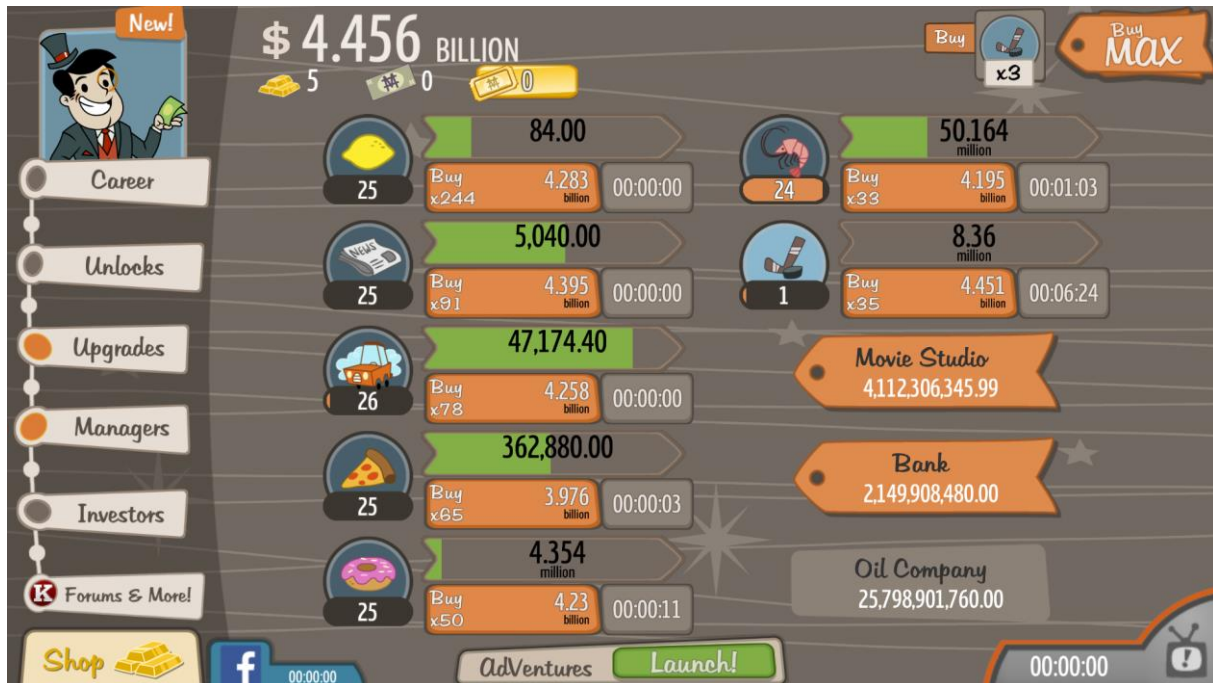 New!
$ 4.456 BILLION
5
0
0
Buy
x3
Buy
MAX
Career
Unlocks
Upgrades
Managers
Investors
K Forums & More!
Shop
84.00
25
Buy
x244
4.283
billion
00:00:00
NEWS
5,040.00
25
Buy
x91
4.395
billion
00:00:00
47,174.40
26
Buy
x78
4.258
billion
00:00:00
362,880.00
25
Buy
x65
3.976
billion
00:00:03
4.354
million
25
Buy
x50
4.23
billion
00:00:11
50.164
million
24
Buy
x33
4.195
billion
00:01:03
8.36
million
1
Buy
x35
4.451
billion
00:06:24
Movie Studio
4,112,306,345.99
Bank
2,149,908,480.00
Oil Company
25,798,901,760.00
f
00:00:00
adVentures
Launch!
00:00:00
!